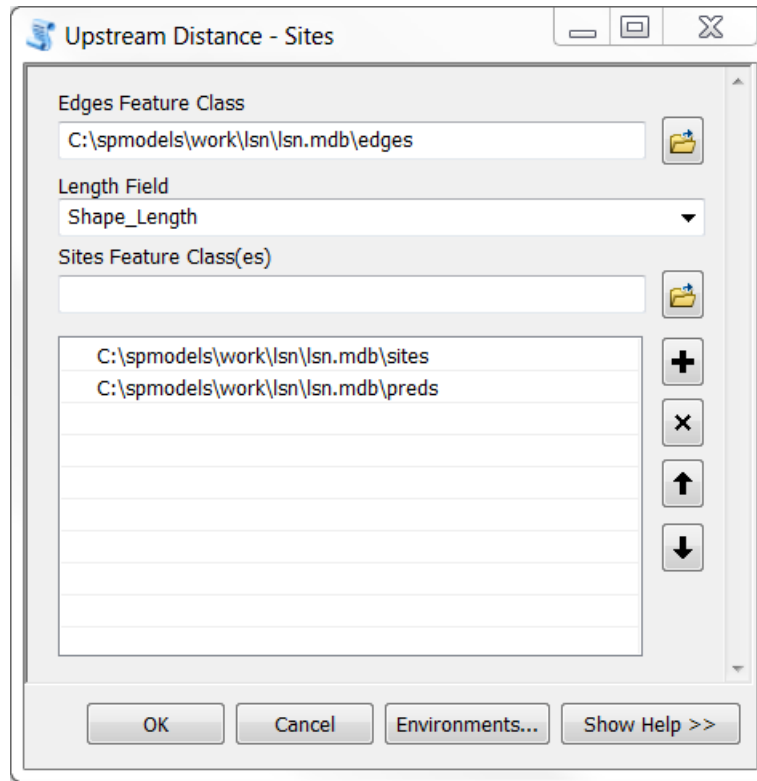 Upstream Distance - Sites
Edges Feature Class
C:\spmodels\work\lsn\lsn.mdb\edges
Length Field
Shape_Length
Sites Feature Class(es)
C:\spmodels\work\lsn\lsn.mdb\sites
C:\spmodels\work\lsn\lsn.mdb\preds
OK Cancel Environments... Show Help >>